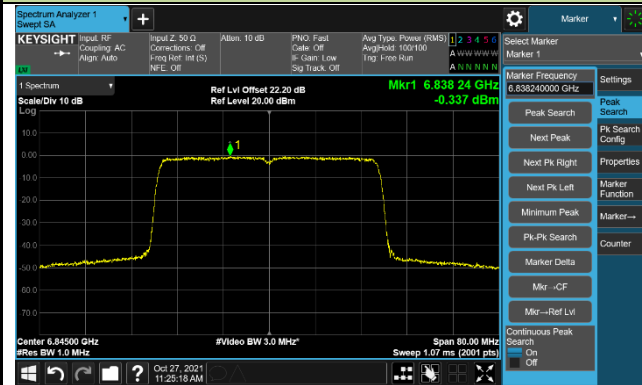 Spectrum Analyzer 1
Swept SA
Marker
KEYSIGHT
Input: RF
Coupling: AC
Align: Auto
Input Z: 50 Ω
Corrections: Off
Freq Ref: Int (S)
NFE: Off
Atten: 10 dB
PNO: Fast
Gate: Off
IF Gain: Low
Sig Track: Off
Avg Type: Power (RMS)
Avg|Hold: 100/100
Trig: Free Run
1 2 3 4 5 6
A W W W W W
A N N N N N
LXI
Select Marker
Marker 1
1 Spectrum
Scale/Div 10 dB
Log
Ref Lvl Offset 22.20 dB
Ref Level 20.00 dBm
Mkr1 6.838 24 GHz
-0.337 dBm
Marker Frequency
6.838240000 GHz
Peak Search
Next Peak
Next Pk Right
Next Pk Left
Minimum Peak
Pk-Pk Search
Marker Delta
Mkr→CF
Mkr→Ref Lvl
Continuous Peak Search
On
Off
Settings
Peak Search
Pk Search Config
Properties
Marker Function
Marker→
Counter
10.0
0.00
1
-10.0
-20.0
-30.0
-40.0
-50.0
-60.0
-70.0
Center 6.84500 GHz
#Res BW 1.0 MHz
#Video BW 3.0 MHz*
Span 80.00 MHz
Sweep 1.07 ms (2001 pts)
?
Oct 27, 2021
11:25:18 AM